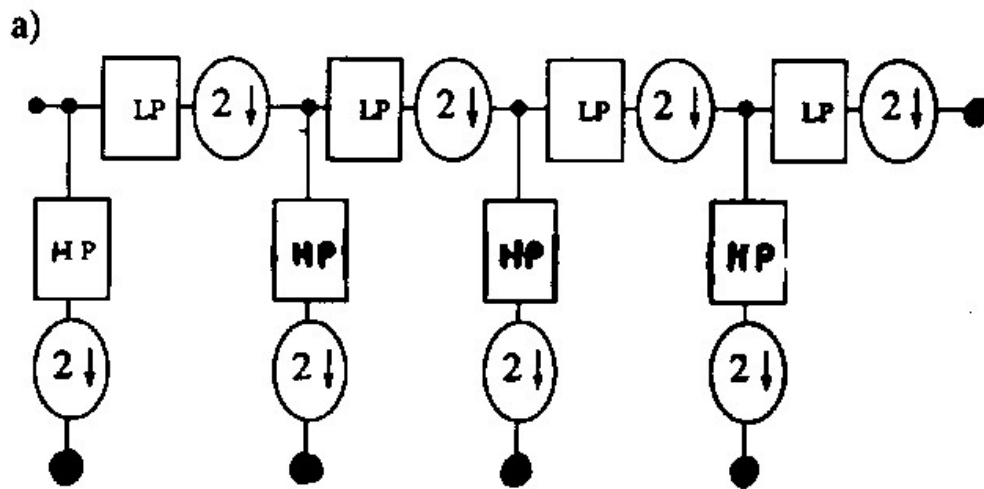 a)
LP 2↓ LP 2↓ LP 2↓ LP 2↓
HP HP HP HP
2↓ 2↓ 2↓ 2↓